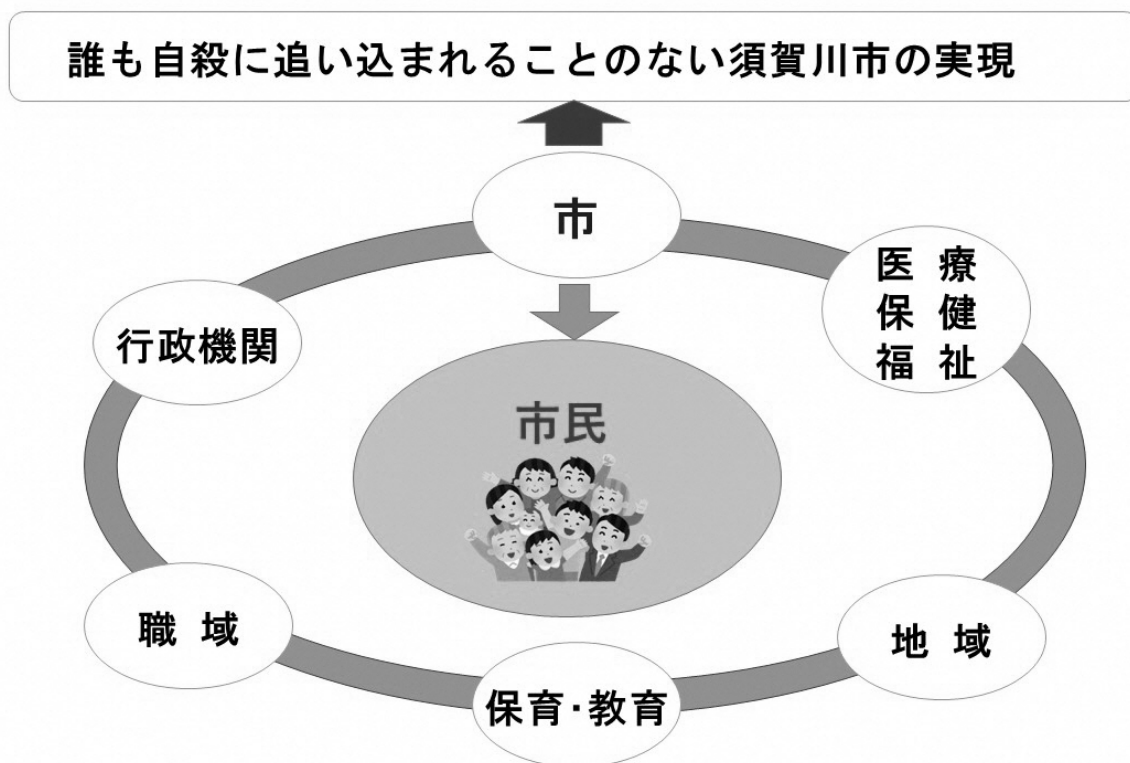 誰も自殺に追い込まれることのない須賀川市の実現
市
医 療
保 健
福 祉
行政機関
市民
職 域
地 域
保育・教育